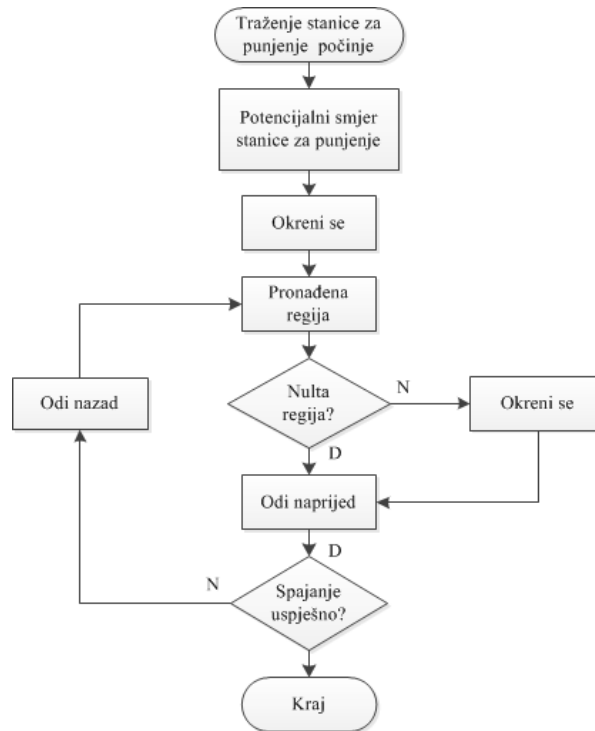 Traženje stanice za
punjenje počinje
Potencijalni smjer
stanice za punjenje
Okreni se
Pronađena
regija
Odi nazad
Nulta
regija?
N
Okreni se
D
Odi naprijed
D
N
Spajanje
uspješno?
Kraj